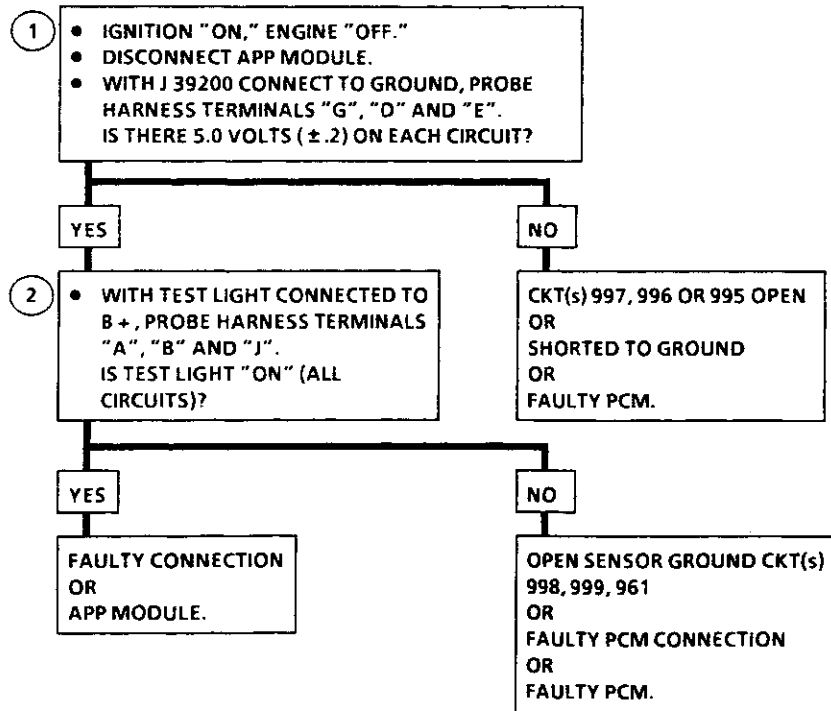 1
• IGNITION "ON," ENGINE "OFF."
• DISCONNECT APP MODULE.
• WITH J 39200 CONNECT TO GROUND, PROBE
HARNESS TERMINALS "G", "D" AND "E".
IS THERE 5.0 VOLTS (±.2) ON EACH CIRCUIT?
YES
NO
2
• WITH TEST LIGHT CONNECTED TO
B+, PROBE HARNESS TERMINALS
"A", "B" AND "J".
IS TEST LIGHT "ON" (ALL
CIRCUITS)?
CKT(s) 997, 996 OR 995 OPEN
OR
SHORTED TO GROUND
OR
FAULTY PCM.
YES
NO
FAULTY CONNECTION
OR
APP MODULE.
OPEN SENSOR GROUND CKT(s)
998, 999, 961
OR
FAULTY PCM CONNECTION
OR
FAULTY PCM.